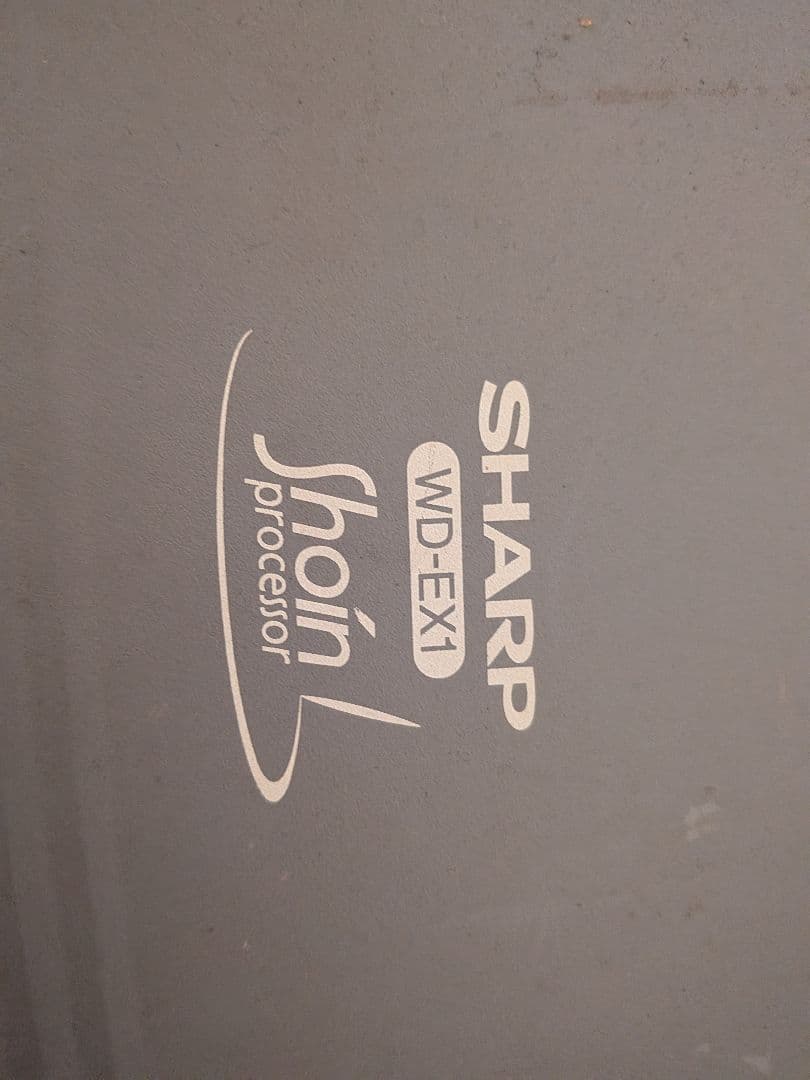 SHARP
WD-EX1
Shoin
processor